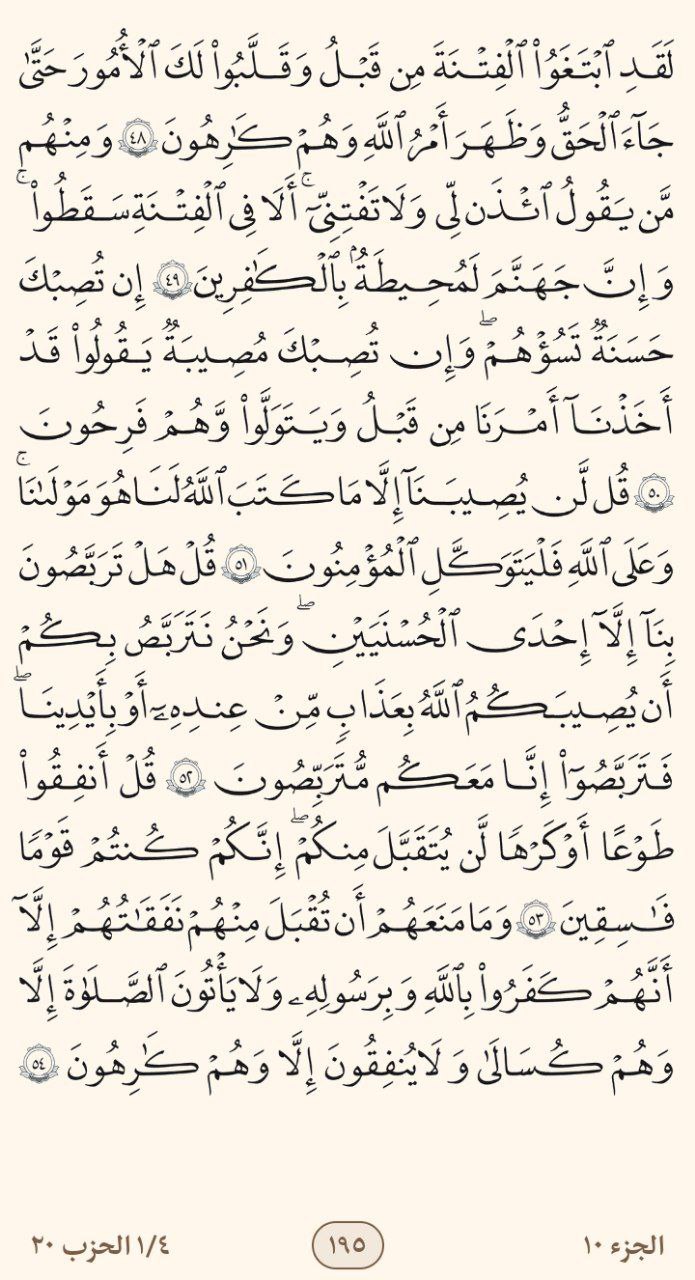 لَقَدِ ٱبْتَغَوُا۟ ٱلْفِتْنَةَ مِن قَبْلُ وَقَلَّبُوا۟ لَكَ ٱلْأُمُورَ حَتَّىٰ
جَآءَ ٱلْحَقُّ وَظَهَرَ أَمْرُ ٱللَّهِ وَهُمْ كَـٰرِهُونَ ٤٨ وَمِنْهُم
مَّن يَقُولُ ٱئْذَن لِّى وَلَا تَفْتِنِّىٓ ۚ أَلَا فِى ٱلْفِتْنَةِ سَقَطُوا۟ ۗ
وَإِنَّ جَهَنَّمَ لَمُحِيطَةٌۢ بِٱلْكَـٰفِرِينَ ٤٩ إِن تُصِبْكَ
حَسَنَةٌ تَسُؤْهُمْ ۖ وَإِن تُصِبْكَ مُصِيبَةٌ يَقُولُوا۟ قَدْ
أَخَذْنَآ أَمْرَنَا مِن قَبْلُ وَيَتَوَلَّوا۟ وَّهُمْ فَرِحُونَ
٥٠ قُل لَّن يُصِيبَنَآ إِلَّا مَا كَتَبَ ٱللَّهُ لَنَا هُوَ مَوْلَىٰنَا ۚ
وَعَلَى ٱللَّهِ فَلْيَتَوَكَّلِ ٱلْمُؤْمِنُونَ ٥١ قُلْ هَلْ تَرَبَّصُونَ
بِنَآ إِلَّآ إِحْدَى ٱلْحُسْنَيَيْنِ ۖ وَنَحْنُ نَتَرَبَّصُ بِكُمْ
أَن يُصِيبَكُمُ ٱللَّهُ بِعَذَابٍ مِّنْ عِندِهِۦٓ أَوْ بِأَيْدِينَا ۖ
فَتَرَبَّصُوٓا۟ إِنَّا مَعَكُم مُّتَرَبِّصُونَ ٥٢ قُلْ أَنفِقُوا۟
طَوْعًا أَوْ كَرْهًا لَّن يُتَقَبَّلَ مِنكُمْ ۖ إِنَّكُمْ كُنتُمْ قَوْمًا
فَـٰسِقِينَ ٥٣ وَمَا مَنَعَهُمْ أَن تُقْبَلَ مِنْهُمْ نَفَقَـٰتُهُمْ إِلَّآ
أَنَّهُمْ كَفَرُوا۟ بِٱللَّهِ وَبِرَسُولِهِۦ وَلَا يَأْتُونَ ٱلصَّلَوٰةَ إِلَّا
وَهُمْ كُسَالَىٰ وَلَا يُنفِقُونَ إِلَّا وَهُمْ كَـٰرِهُونَ ٥٤
الجزء ١٠
١٩٥
١/٤ الحزب ٢٠